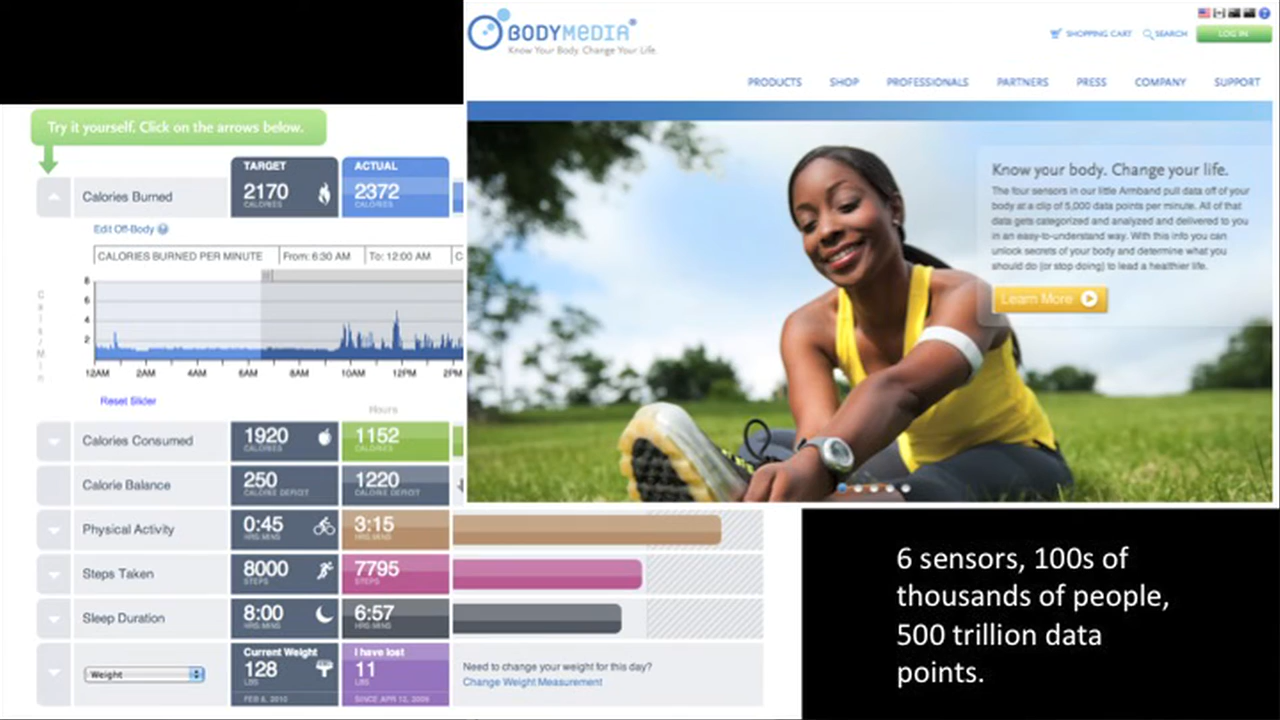 BODYMEDIA®
Know Your Body. Change Your Life.
SHOPPING CART
SEARCH
LOG IN
PRODUCTS
SHOP
PROFESSIONALS
PARTNERS
PRESS
COMPANY
SUPPORT
Know your body. Change your life.
The four sensors in our little Armband pull data off of your
body at a clip of 5,000 data points per minute. All of that
data gets categorized and analyzed and delivered to you
in an easy-to-understand way. With this info you can
unlock secrets of your body and determine what you
should do (or stop doing) to lead a healthier life.
Learn More
Try it yourself. Click on the arrows below.
TARGET
ACTUAL
Calories Burned
2170
CALORIES
2372
CALORIES
Edit Off-Body
CALORIES BURNED PER MINUTE
From: 6:30 AM
To: 12:00 AM
C
Cals/Min
8
6
4
2
12AM 2AM 4AM 6AM 8AM 10AM 12PM 2PM
Reset Slider
Hours
Calories Consumed
1920
CALORIES
1152
CALORIES
Calorie Balance
250
CALORIE DEFICIT
1220
CALORIE DEFICIT
Physical Activity
0:45
HRS:MINS
3:15
HRS:MINS
Steps Taken
8000
STEPS
7795
STEPS
Sleep Duration
8:00
HRS:MINS
6:57
HRS:MINS
Weight
Current Weight
128
LBS
FEB 6, 2010
I have lost
11
LBS
SINCE APR 12, 2009
Need to change your weight for this day?
Change Weight Measurement
6 sensors, 100s of
thousands of people,
500 trillion data
points.